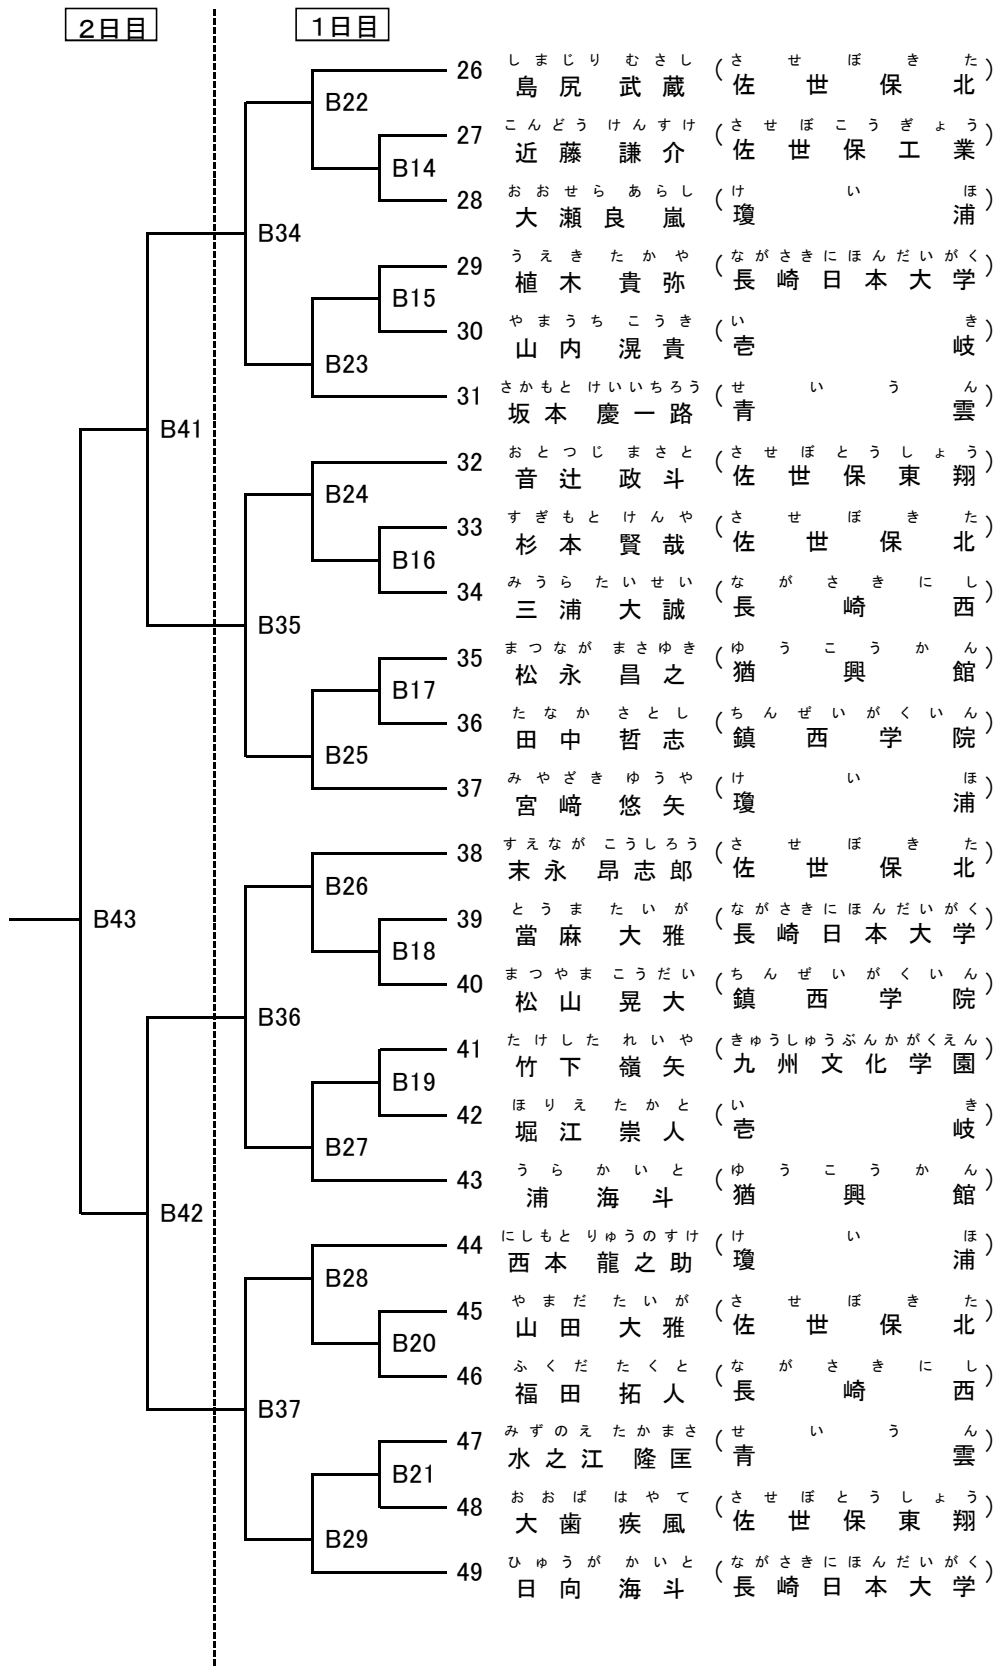 ２日目 １日目
26 しまじり むさし (させぼきた)
島尻 武蔵 佐世保北
B22
27 こんどう けんすけ (させぼこうぎょう)
近藤 謙介 佐世保工業
B14
28 おおせら あらし (けいほ)
大瀬良 嵐 瓊浦
B34
29 うえき たかや (ながさきにほんだいがく)
植木 貴弥 長崎日本大学
B15
30 やまうち こうき (いき)
山内 滉貴 壱岐
B23
31 さかもと けいいちろう (せいうん)
坂本 慶一路 青雲
B41
32 おとつじ まさと (させぼとうしょう)
音辻 政斗 佐世保東翔
B24
33 すぎもと けんや (させぼきた)
杉本 賢哉 佐世保北
B16
34 みうら たいせい (ながさきにし)
三浦 大誠 長崎西
B35
35 まつなが まさゆき (ゆうこうかん)
松永 昌之 猶興館
B17
36 たなか さとし (ちんぜいがくいん)
田中 哲志 鎮西学院
B25
37 みやざき ゆうや (けいほ)
宮﨑 悠矢 瓊浦
38 すえなが こうしろう (させぼきた)
末永 昂志郎 佐世保北
B26
39 とうま たいが (ながさきにほんだいがく)
當麻 大雅 長崎日本大学
B43
B18
40 まつやま こうだい (ちんぜいがくいん)
松山 晃大 鎮西学院
B36
41 たけした れいや (きゅうしゅうぶんかがくえん)
竹下 嶺矢 九州文化学園
B19
42 ほりえ たかと (いき)
堀江 崇人 壱岐
B27
43 うら かいと (ゆうこうかん)
浦 海斗 猶興館
B42
44 にしもと りゅうのすけ (けいほ)
西本 龍之助 瓊浦
B28
45 やまだ たいが (させぼきた)
山田 大雅 佐世保北
B20
46 ふくだ たくと (ながさきにし)
福田 拓人 長崎西
B37
47 みずのえ たかまさ (せいうん)
水之江 隆匡 青雲
B21
48 おおば はやて (させぼとうしょう)
大歯 疾風 佐世保東翔
B29
49 ひゅうが かいと (ながさきにほんだいがく)
日向 海斗 長崎日本大学